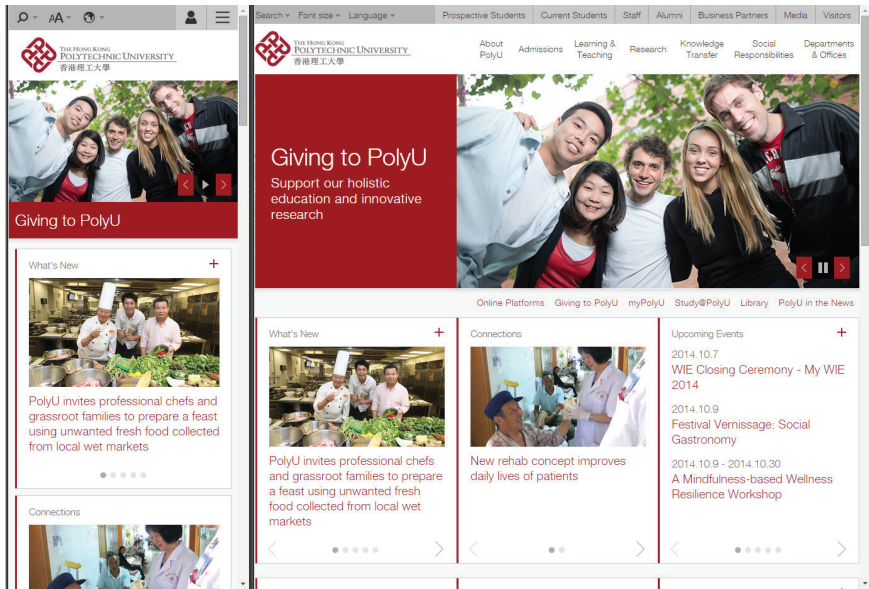 AA
THE HONG KONG
POLYTECHNIC UNIVERSITY
香港理工大學
Giving to PolyU
What's New
PolyU invites professional chefs and
grassroot families to prepare a feast
using unwanted fresh food collected
from local wet markets
Connections
Search Font size Language Prospective Students Current Students Staff Alumni Business Partners Media Visitors
THE HONG KONG
POLYTECHNIC UNIVERSITY
香港理工大學
About
PolyU
Admissions
Learning &
Teaching
Research
Knowledge
Transfer
Social
Responsibilities
Departments
& Offices
Giving to PolyU
Support our holistic
education and innovative
research
Online Platforms Giving to PolyU myPolyU Study@PolyU Library PolyU in the News
What's New
PolyU invites professional chefs
and grassroot families to prepare
a feast using unwanted fresh
food collected from local wet
markets
Connections
New rehab concept improves
daily lives of patients
Upcoming Events
2014.10.7
WIE Closing Ceremony - My WIE
2014
2014.10.9
Festival Vernissage: Social
Gastronomy
2014.10.9 - 2014.10.30
A Mindfulness-based Wellness
Resilience Workshop